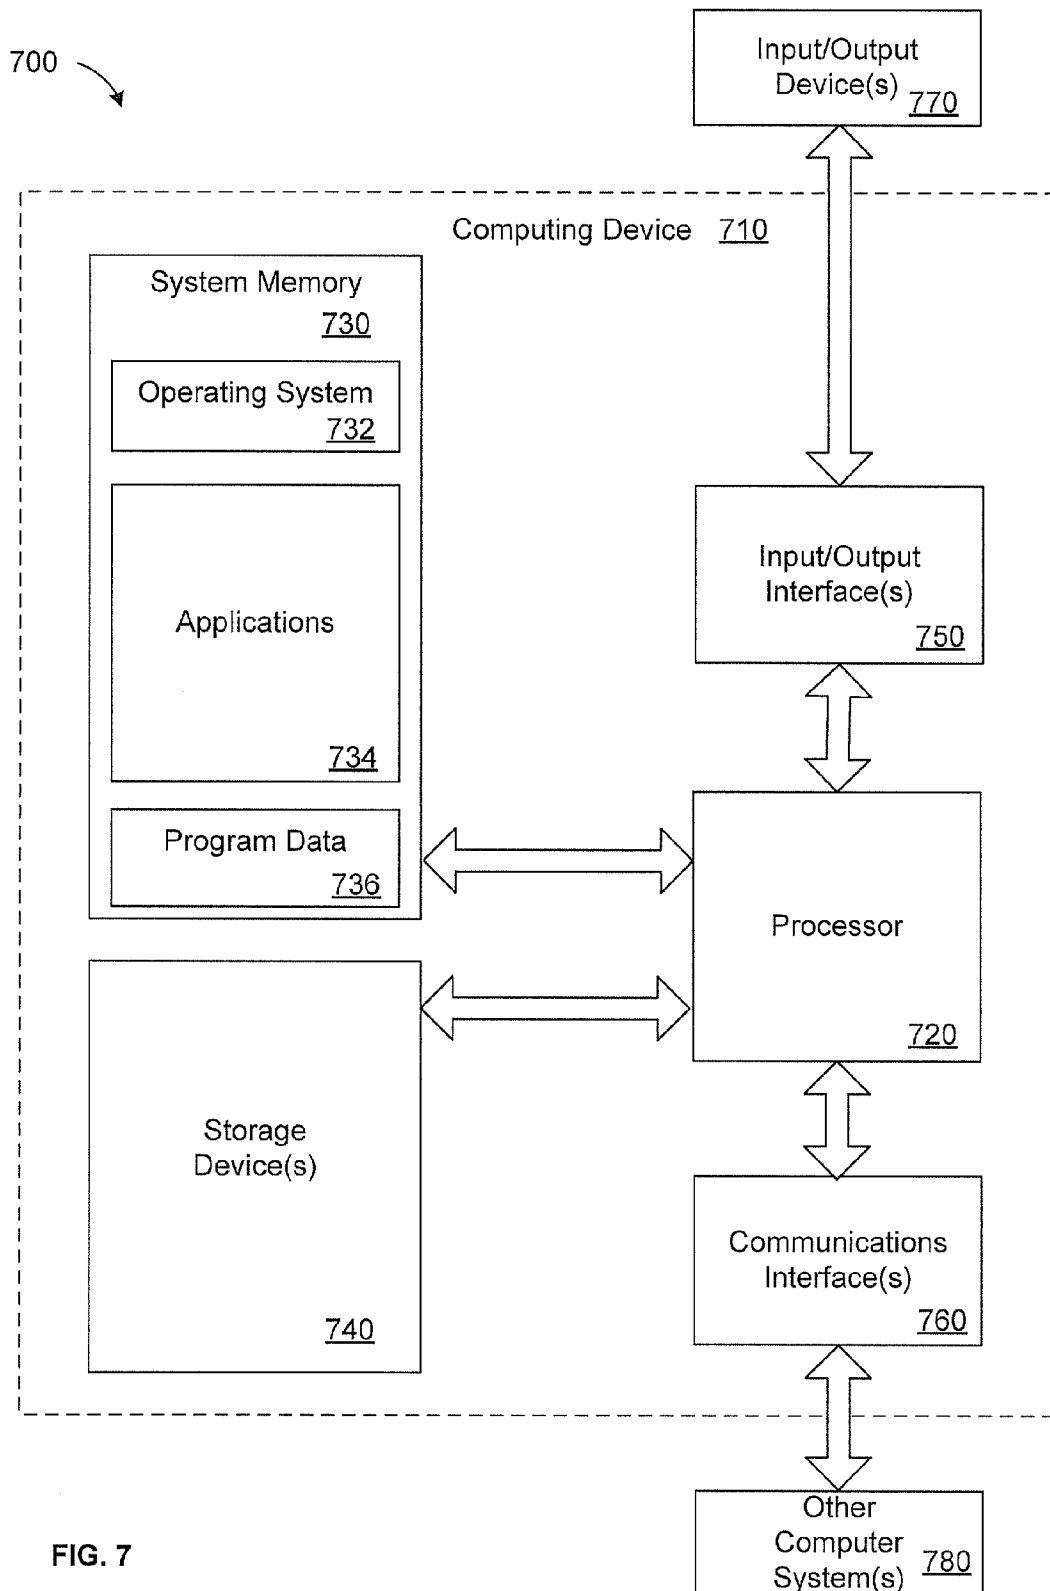 700
Input/Output
Device(s)
770
Computing Device 710
System Memory
730
Operating System
732
Applications
734
Program Data
736
Input/Output
Interface(s)
750
Processor
720
Storage
Device(s)
740
Communications
Interface(s)
760
Other
Computer
System(s)
780
FIG. 7